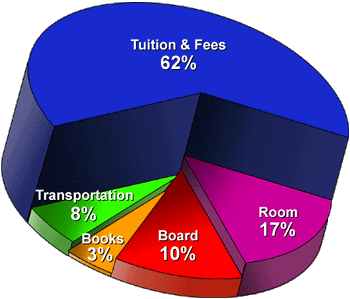 Tuition & Fees
62%
Transportation
8%
Books
3%
Board
10%
Room
17%